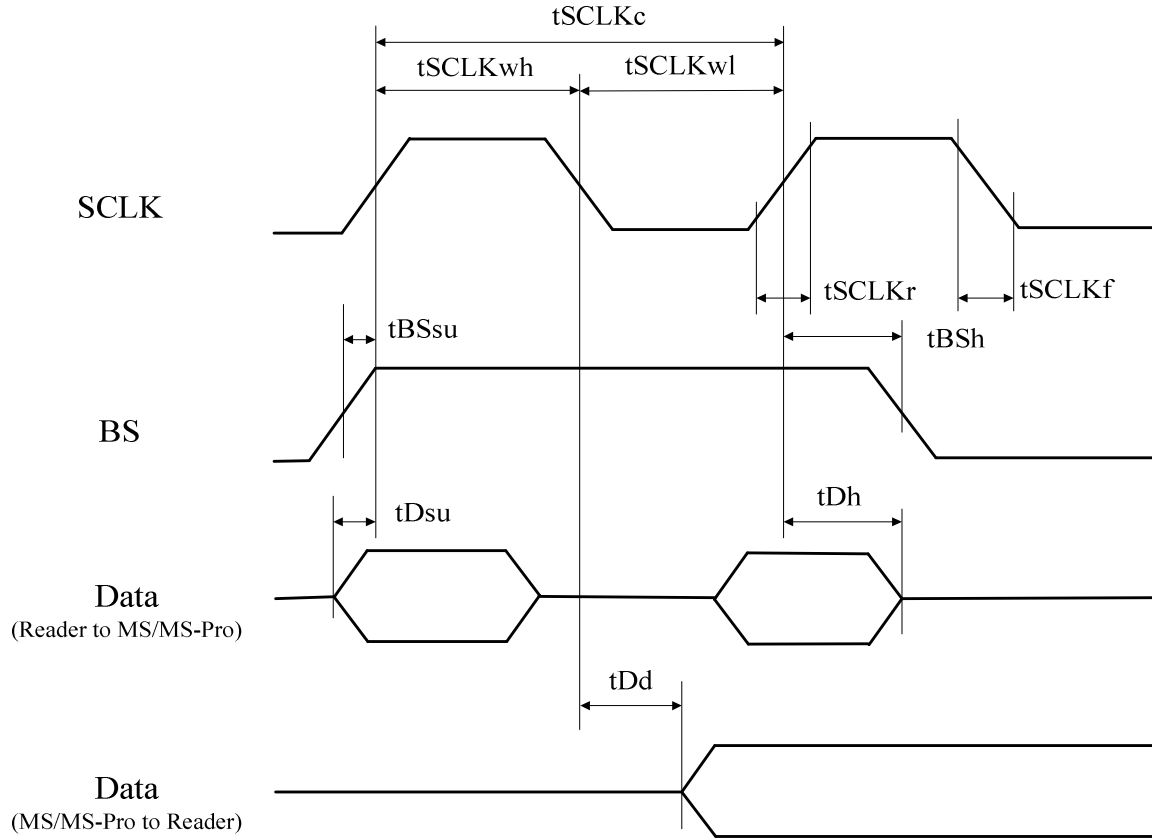 tSCLKc
tSCLKwh
tSCLKwl
SCLK
tSCLKr
tSCLKf
tBSsu
tBSh
BS
tDsu
tDh
Data
(Reader to MS/MS-Pro)
tDd
Data
(MS/MS-Pro to Reader)